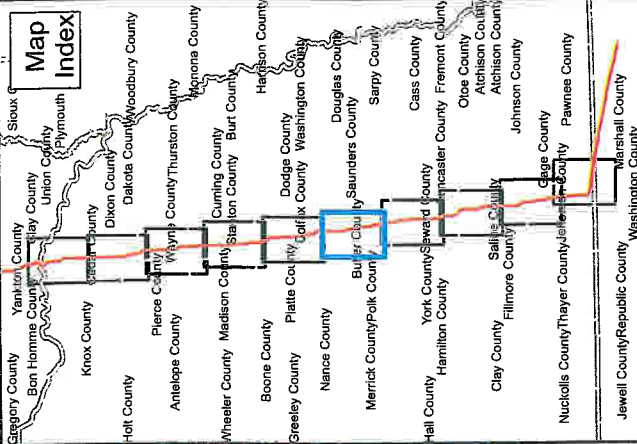 Map
Index
Gregory County
Yankton County
Sioux C
Bon Homme County
Clay County
Union County
Plymouth
Knox County
Cedar County
Dixon County
Dakota County
Woodbury County
Holt County
Pierce County
Wayne County
Thurston County
Monona County
Antelope County
Cuming County
Burt County
Wheeler County
Madison County
Stanton County
Harrison County
Boone County
Dodge County
Washington County
Greeley County
Platte County
Colfax County
Douglas County
Nance County
Saunders County
Sarpy County
Merrick County
Polk County
Butler County
Cass County
Hall County
York County
Seward County
Lancaster County
Fremont County
Hamilton County
Otoe County
Atchison County
Atchison County
Clay County
Fillmore County
Saline County
Johnson County
Gage County
Nuckolls County
Thayer County
Jefferson County
Pawnee County
Jewell County
Republic County
Washington County
Marshall County